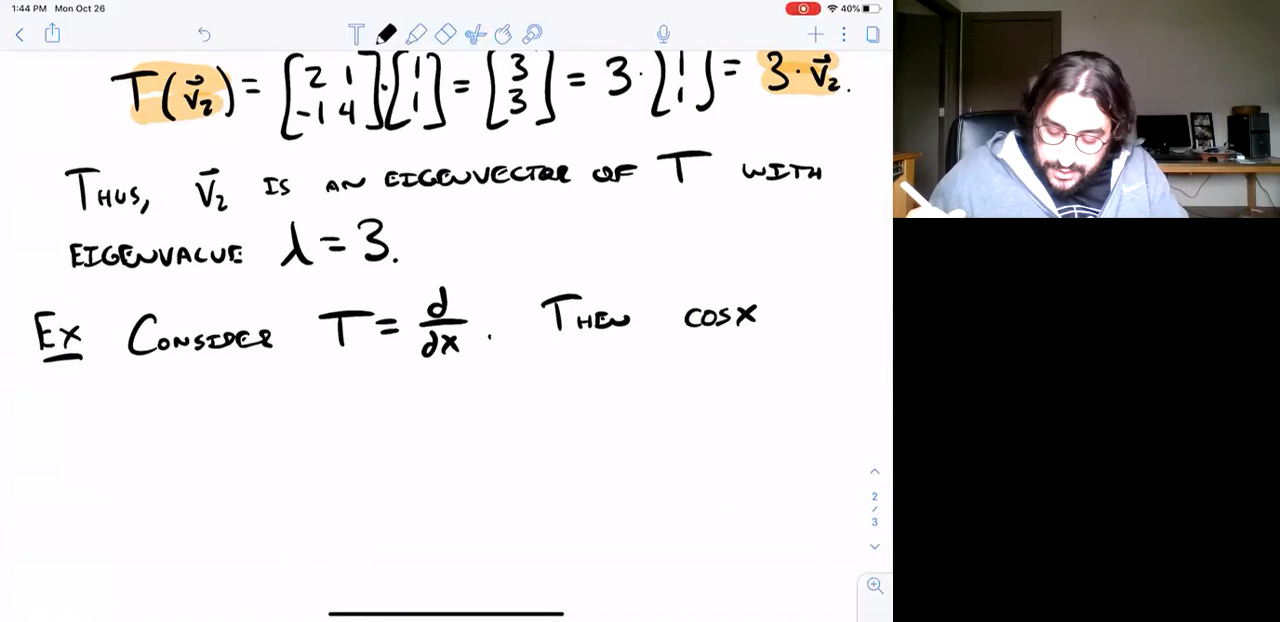 1:44 PM Mon Oct 26 40%
T(v⃗₂) = [2 1; -1 4]·[1; 1] = [3; 3] = 3·[1; 1] = 3·v⃗₂.
THUS, v⃗₂ IS AN EIGENVECTOR OF T WITH
EIGENVALUE λ = 3.
Ex CONSIDER T = d/dx. THEN cosx
2/3